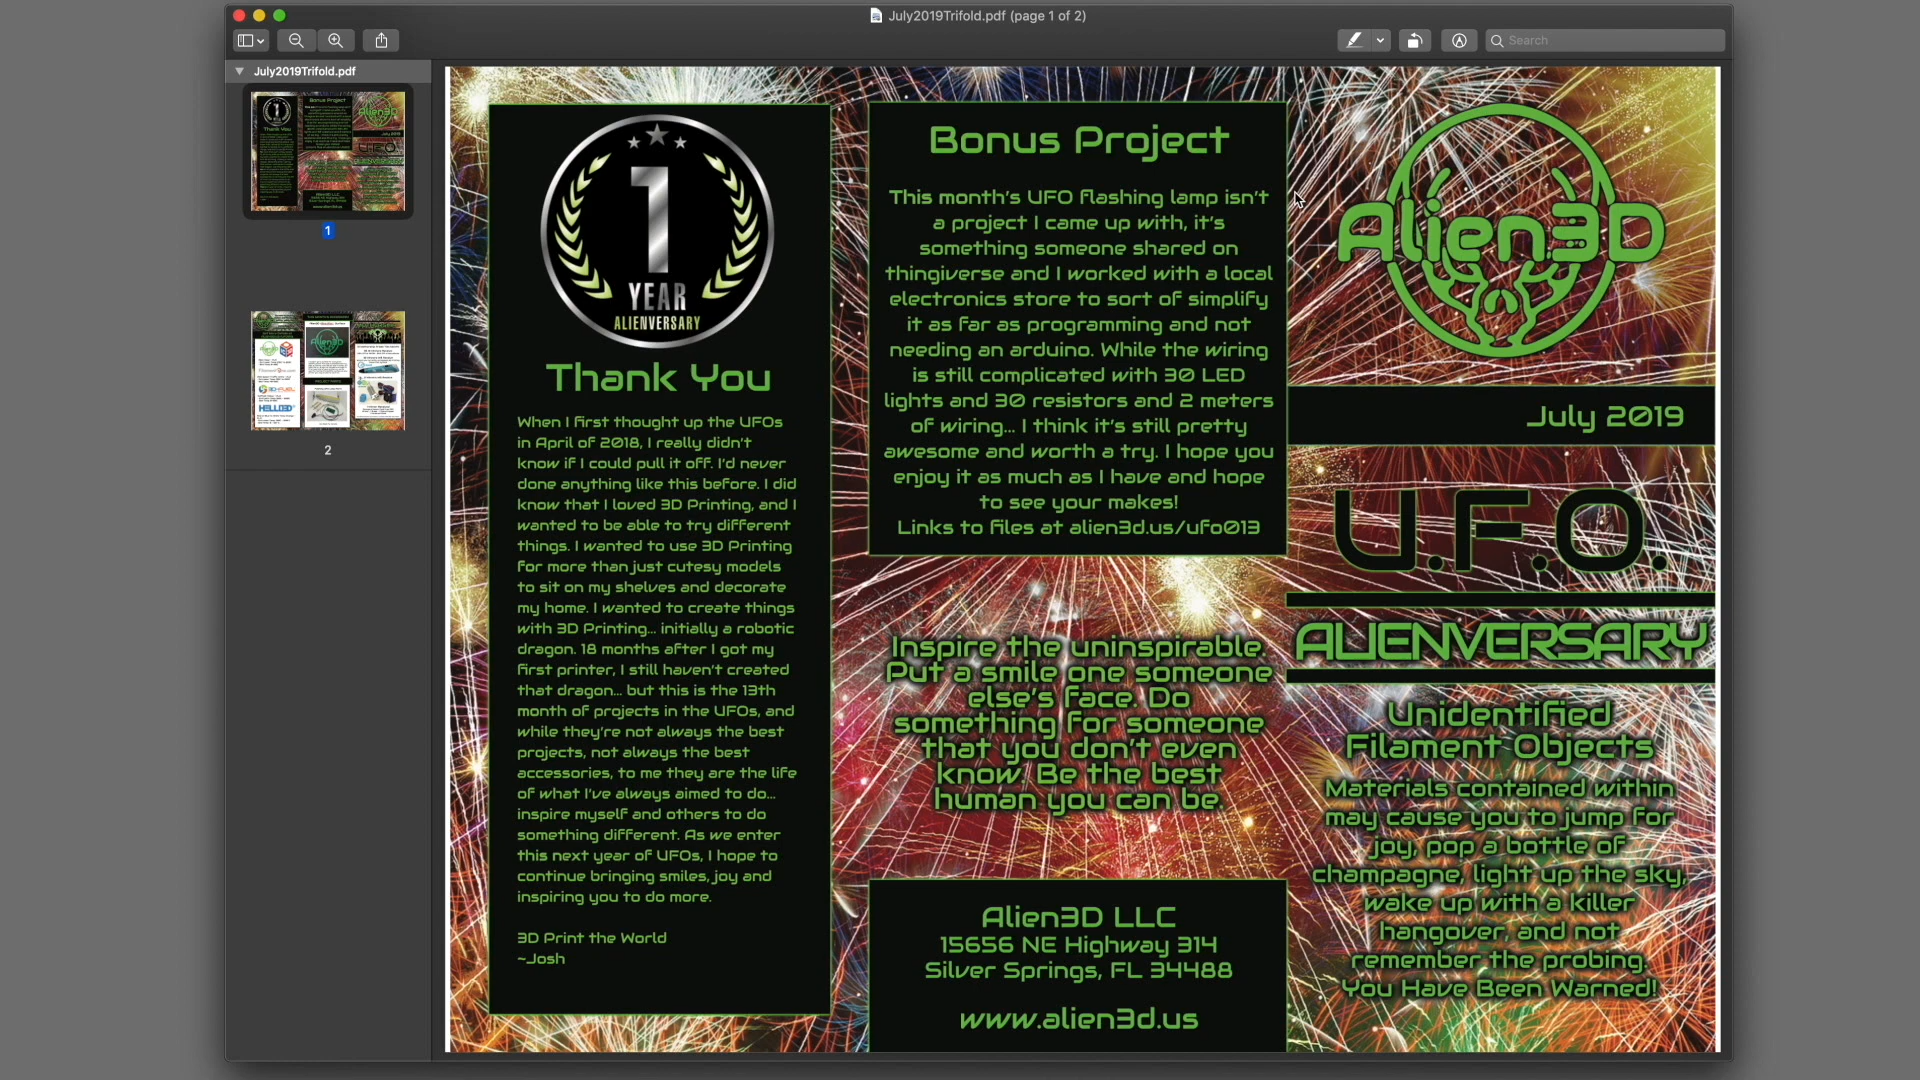 July2019Trifold.pdf (page 1 of 2)
Search
July2019Trifold.pdf
1
2
1
YEAR
ALIENVERSARY
Thank You
When I first thought up the UFOs
in April of 2018, I really didn't
know if I could pull it off. I'd never
done anything like this before. I did
know that I loved 3D Printing, and I
wanted to be able to try different
things. I wanted to use 3D Printing
for more than just cutesy models
to sit on my shelves and decorate
my home. I wanted to create things
with 3D Printing... initially a robotic
dragon. 18 months after I got my
first printer, I still haven't created
that dragon... but this is the 13th
month of projects in the UFOs, and
while they're not always the best
projects, not always the best
accessories, to me they are the life
of what I've always aimed to do...
inspire myself and others to do
something different. As we enter
this next year of UFOs, I hope to
continue bringing smiles, joy and
inspiring you to do more.
3D Print the World
~Josh
Bonus Project
This month's UFO flashing lamp isn't
a project I came up with, it's
something someone shared on
thingiverse and I worked with a local
electronics store to sort of simplify
it as far as programming and not
needing an arduino. While the wiring
is still complicated with 30 LED
lights and 30 resistors and 2 meters
of wiring... I think it's still pretty
awesome and worth a try. I hope you
enjoy it as much as I have and hope
to see your makes!
Links to files at alien3d.us/ufo013
Inspire the uninspirable.
Put a smile one someone
else's face. Do
something for someone
that you don't even
know. Be the best
human you can be.
Alien3D LLC
15656 NE Highway 314
Silver Springs, FL 34488
www.alien3d.us
Alien3D
July 2019
U.F.O.
ALIENVERSARY
Unidentified
Filament Objects
Materials contained within
may cause you to jump for
joy, pop a bottle of
champagne, light up the sky,
wake up with a killer
hangover, and not
remember the probing.
You Have Been Warned!